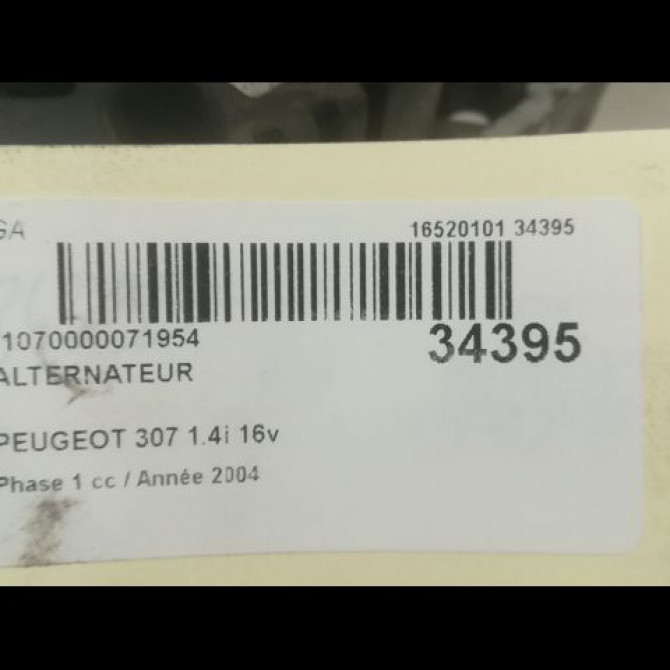 GA
16520101 34395
1070000071954
34395
ALTERNATEUR
PEUGEOT 307 1.4i 16v
Phase 1 cc / Année 2004